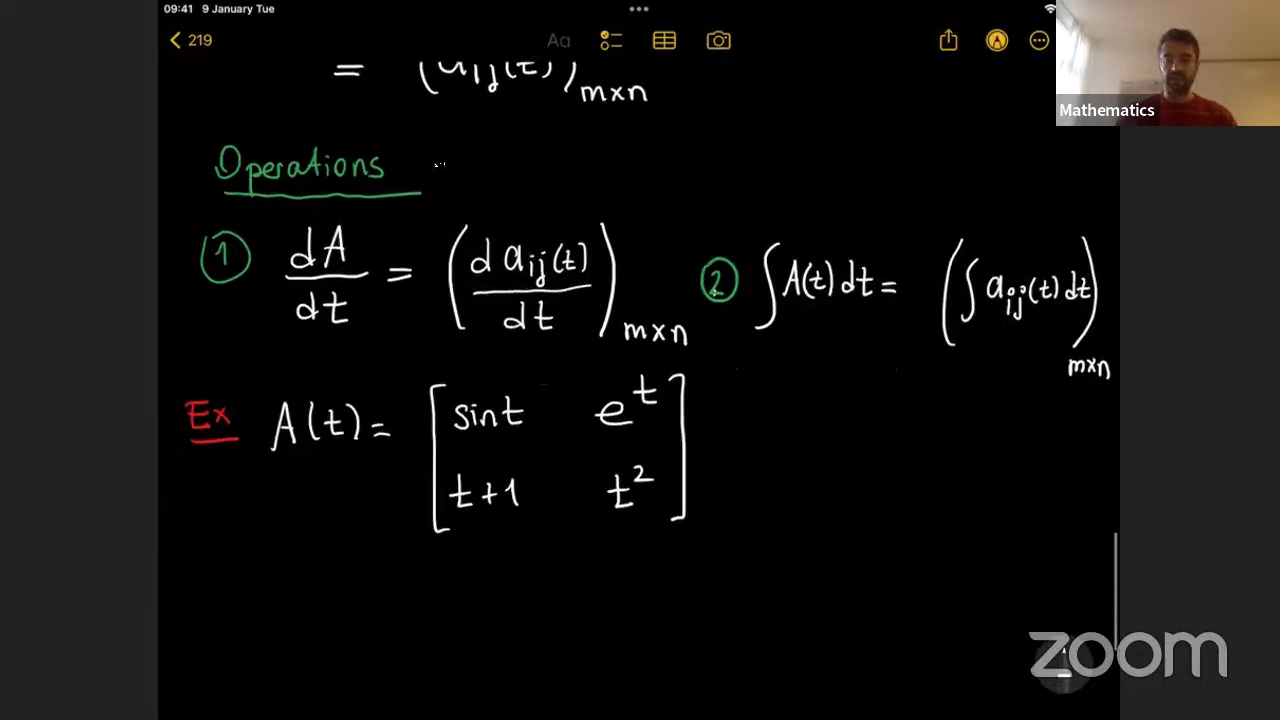 09:41 9 January Tue
219
Aa
Mathematics
= (aij(t))m×n
Operations
① dA/dt = (d aij(t)/dt)m×n ② ∫A(t)dt = (∫aij(t)dt)m×n
Ex A(t) = [sint e^t
t+1 t^2]
zoom